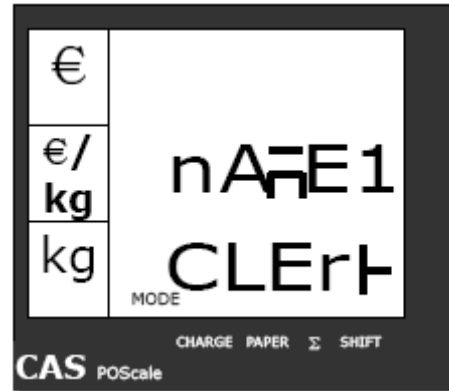 €
€/
kg
nAME1
kg
CLErk
MODE
CHARGE PAPER Σ SHIFT
CAS POScale